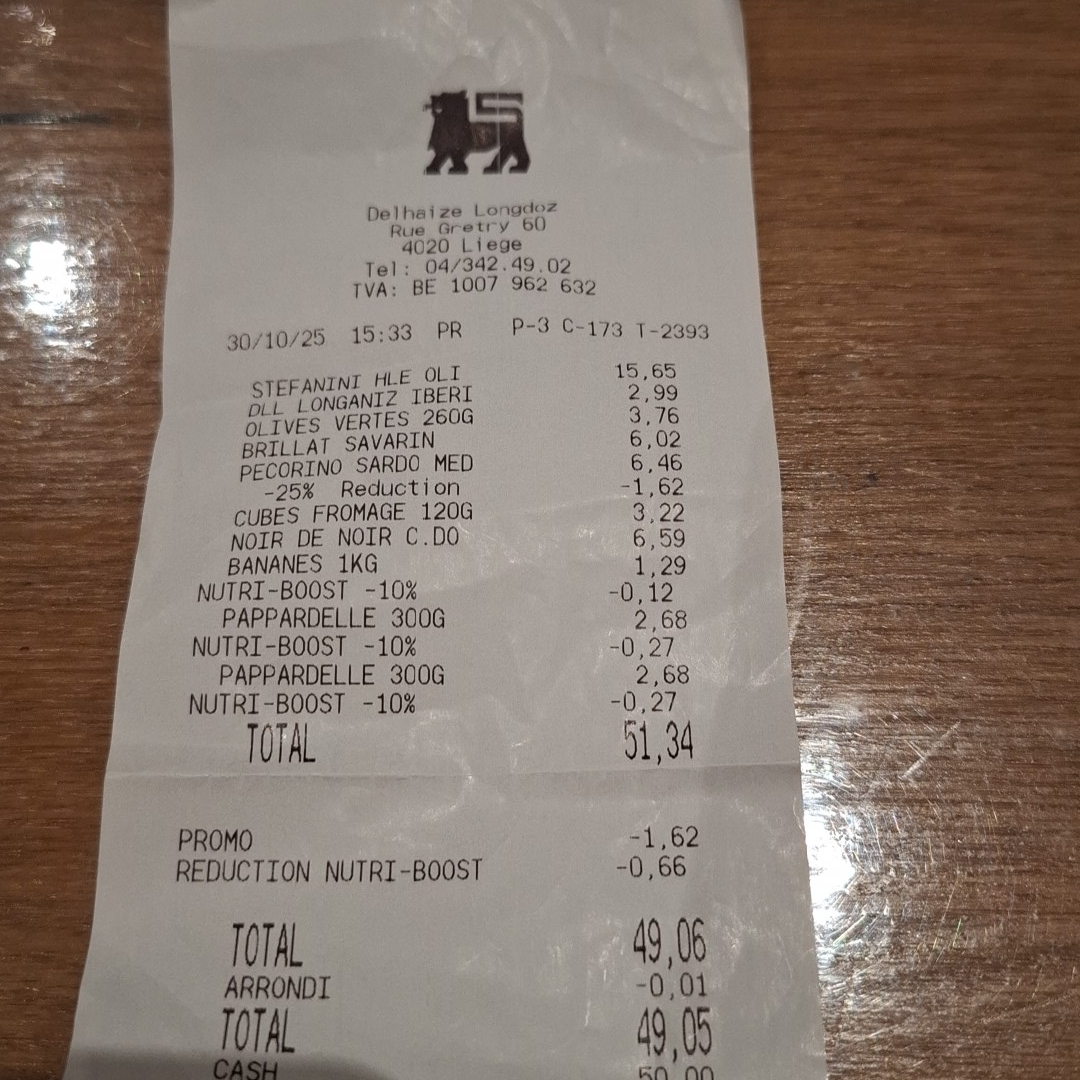 Delhaize Longdoz
Rue Gretry 60
4020 Liege
Tel: 04/342.49.02
TVA: BE 1007 962 632
30/10/25 15:33 PR P-3 C-173 T-2393
STEFANINI HLE OLI 15,65
DLL LONGANIZ IBERI 2,99
OLIVES VERTES 260G 3,76
BRILLAT SAVARIN 6,02
PECORINO SARDO MED 6,46
-25% Reduction -1,62
CUBES FROMAGE 120G 3,22
NOIR DE NOIR C.DO 6,59
BANANES 1KG 1,29
NUTRI-BOOST -10% -0,12
PAPPARDELLE 300G 2,68
NUTRI-BOOST -10% -0,27
PAPPARDELLE 300G 2,68
NUTRI-BOOST -10% -0,27
TOTAL 51,34
PROMO -1,62
REDUCTION NUTRI-BOOST -0,66
TOTAL 49,06
ARRONDI -0,01
TOTAL 49,05
CASH 50,00